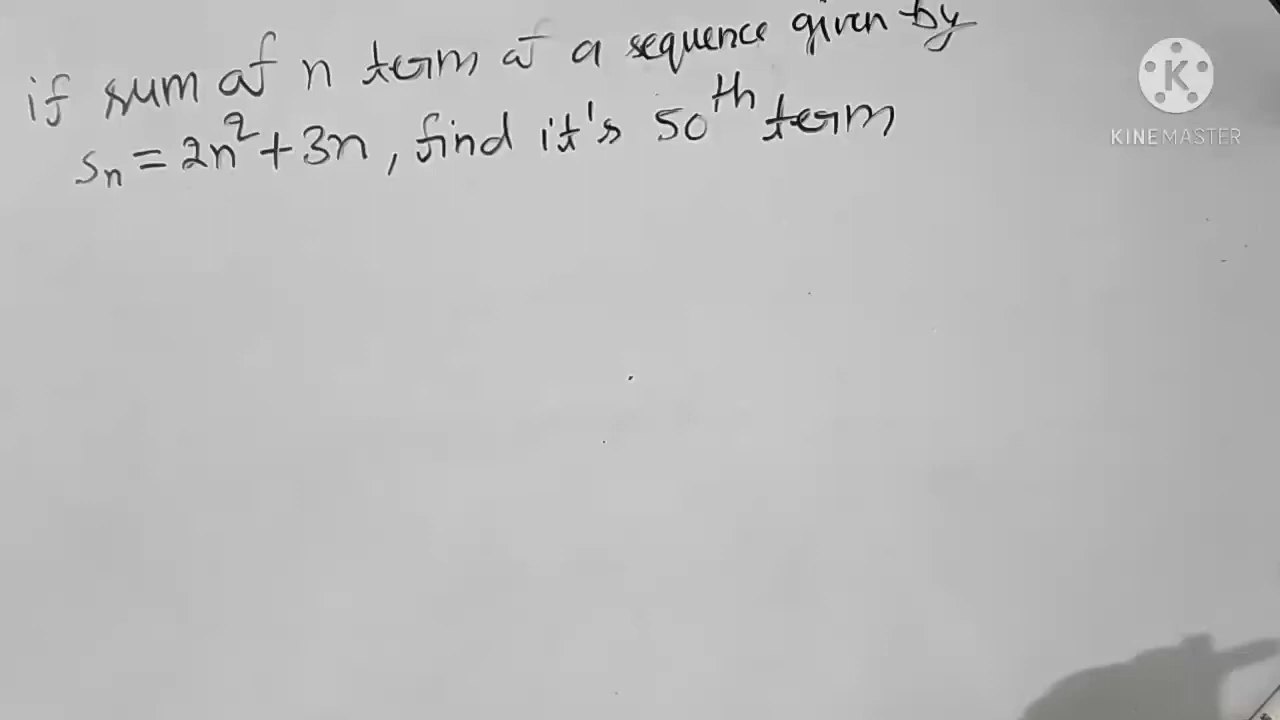 if sum of n term of a sequence given by
Sn = 2n² + 3n, find it's 50th term
K
KINEMASTER